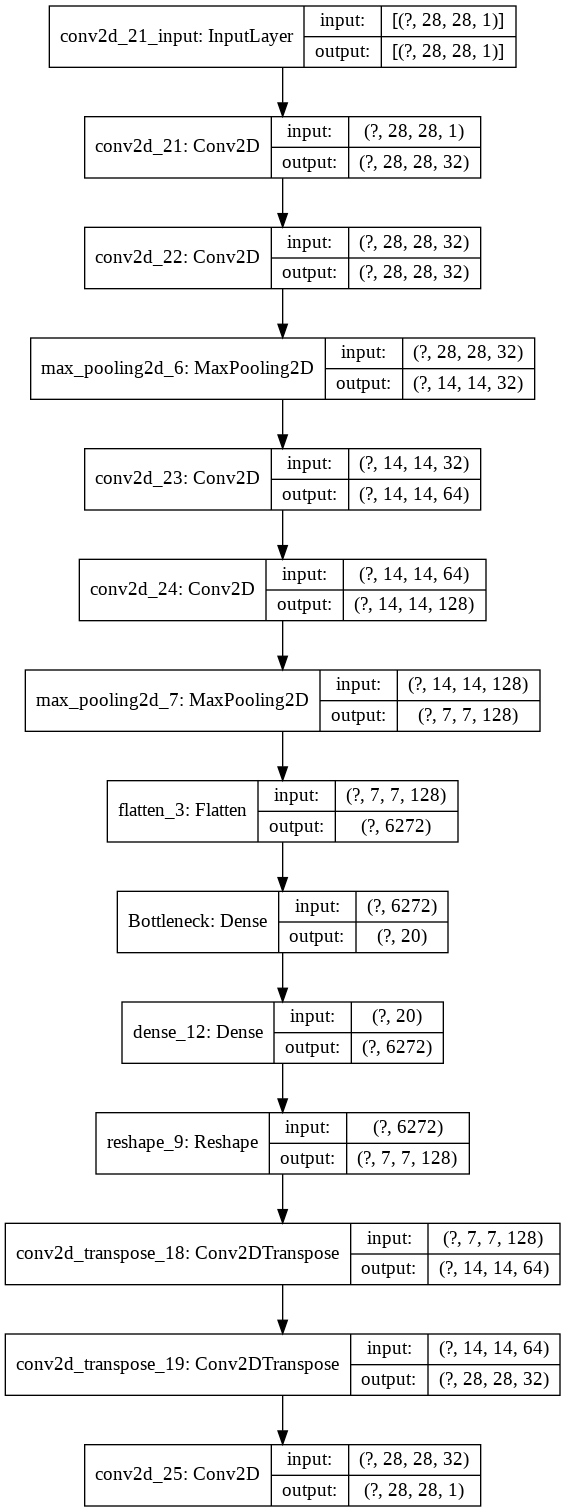 conv2d_21_input: InputLayer
input: [(?, 28, 28, 1)]
output: [(?, 28, 28, 1)]
conv2d_21: Conv2D
input: (?, 28, 28, 1)
output: (?, 28, 28, 32)
conv2d_22: Conv2D
input: (?, 28, 28, 32)
output: (?, 28, 28, 32)
max_pooling2d_6: MaxPooling2D
input: (?, 28, 28, 32)
output: (?, 14, 14, 32)
conv2d_23: Conv2D
input: (?, 14, 14, 32)
output: (?, 14, 14, 64)
conv2d_24: Conv2D
input: (?, 14, 14, 64)
output: (?, 14, 14, 128)
max_pooling2d_7: MaxPooling2D
input: (?, 14, 14, 128)
output: (?, 7, 7, 128)
flatten_3: Flatten
input: (?, 7, 7, 128)
output: (?, 6272)
Bottleneck: Dense
input: (?, 6272)
output: (?, 20)
dense_12: Dense
input: (?, 20)
output: (?, 6272)
reshape_9: Reshape
input: (?, 6272)
output: (?, 7, 7, 128)
conv2d_transpose_18: Conv2DTranspose
input: (?, 7, 7, 128)
output: (?, 14, 14, 64)
conv2d_transpose_19: Conv2DTranspose
input: (?, 14, 14, 64)
output: (?, 28, 28, 32)
conv2d_25: Conv2D
input: (?, 28, 28, 32)
output: (?, 28, 28, 1)